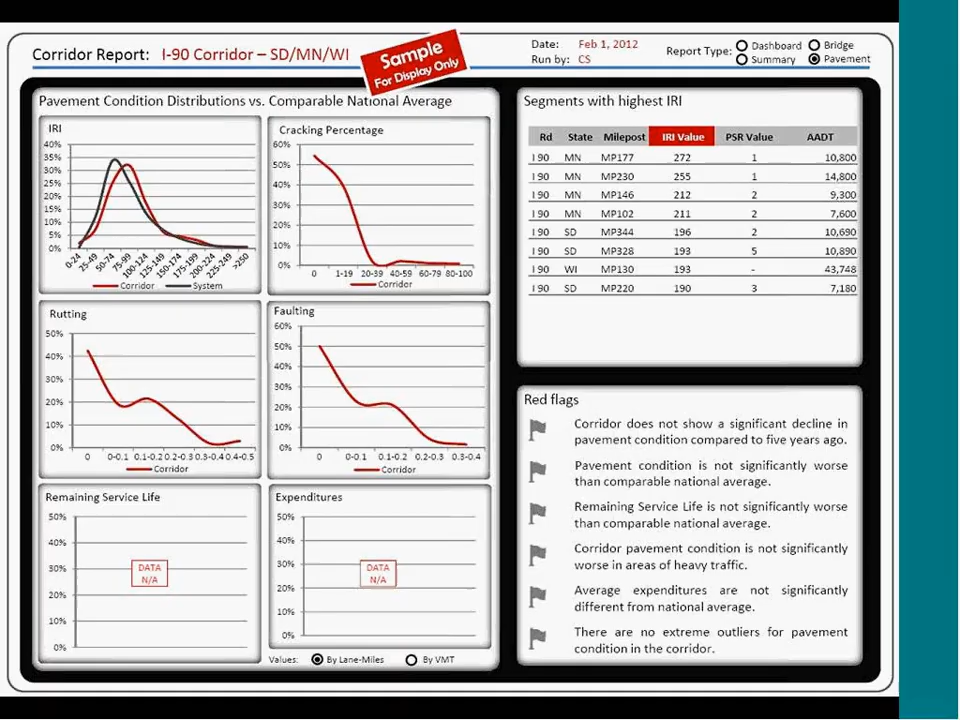 Corridor Report: I-90 Corridor – SD/MN/WI
Sample
For Display Only
Date: Feb 1, 2012
Run by: CS
Report Type: Dashboard Bridge
Summary Pavement
Pavement Condition Distributions vs. Comparable National Average
IRI
40%
35%
30%
25%
20%
15%
10%
5%
0%
0-24 25-49 50-74 75-99 100-124 125-149 150-174 175-199 200-224 225-249 >250
Corridor System
Cracking Percentage
60%
50%
40%
30%
20%
10%
0%
0 1-19 20-39 40-59 60-79 80-100
Corridor
Rutting
50%
40%
30%
20%
10%
0%
0 0-0.1 0.1-0.2 0.2-0.3 0.3-0.4 0.4-0.5
Corridor
Faulting
60%
50%
40%
30%
20%
10%
0%
0 0-0.1 0.1-0.2 0.2-0.3 0.3-0.4
Corridor
Remaining Service Life
50%
40%
30%
20%
10%
0%
DATA
N/A
Expenditures
50%
40%
30%
20%
10%
0%
DATA
N/A
Values: By Lane-Miles By VMT
Segments with highest IRI
Rd State Milepost IRI Value PSR Value AADT
I 90 MN MP177 272 1 10,800
I 90 MN MP230 255 1 14,800
I 90 MN MP146 212 2 9,300
I 90 MN MP102 211 2 7,600
I 90 SD MP344 196 2 10,690
I 90 SD MP328 193 5 10,890
I 90 WI MP130 193 - 43,748
I 90 SD MP220 190 3 7,180
Red flags
Corridor does not show a significant decline in
pavement condition compared to five years ago.
Pavement condition is not significantly worse
than comparable national average.
Remaining Service Life is not significantly worse
than comparable national average.
Corridor pavement condition is not significantly
worse in areas of heavy traffic.
Average expenditures are not significantly
different from national average.
There are no extreme outliers for pavement
condition in the corridor.